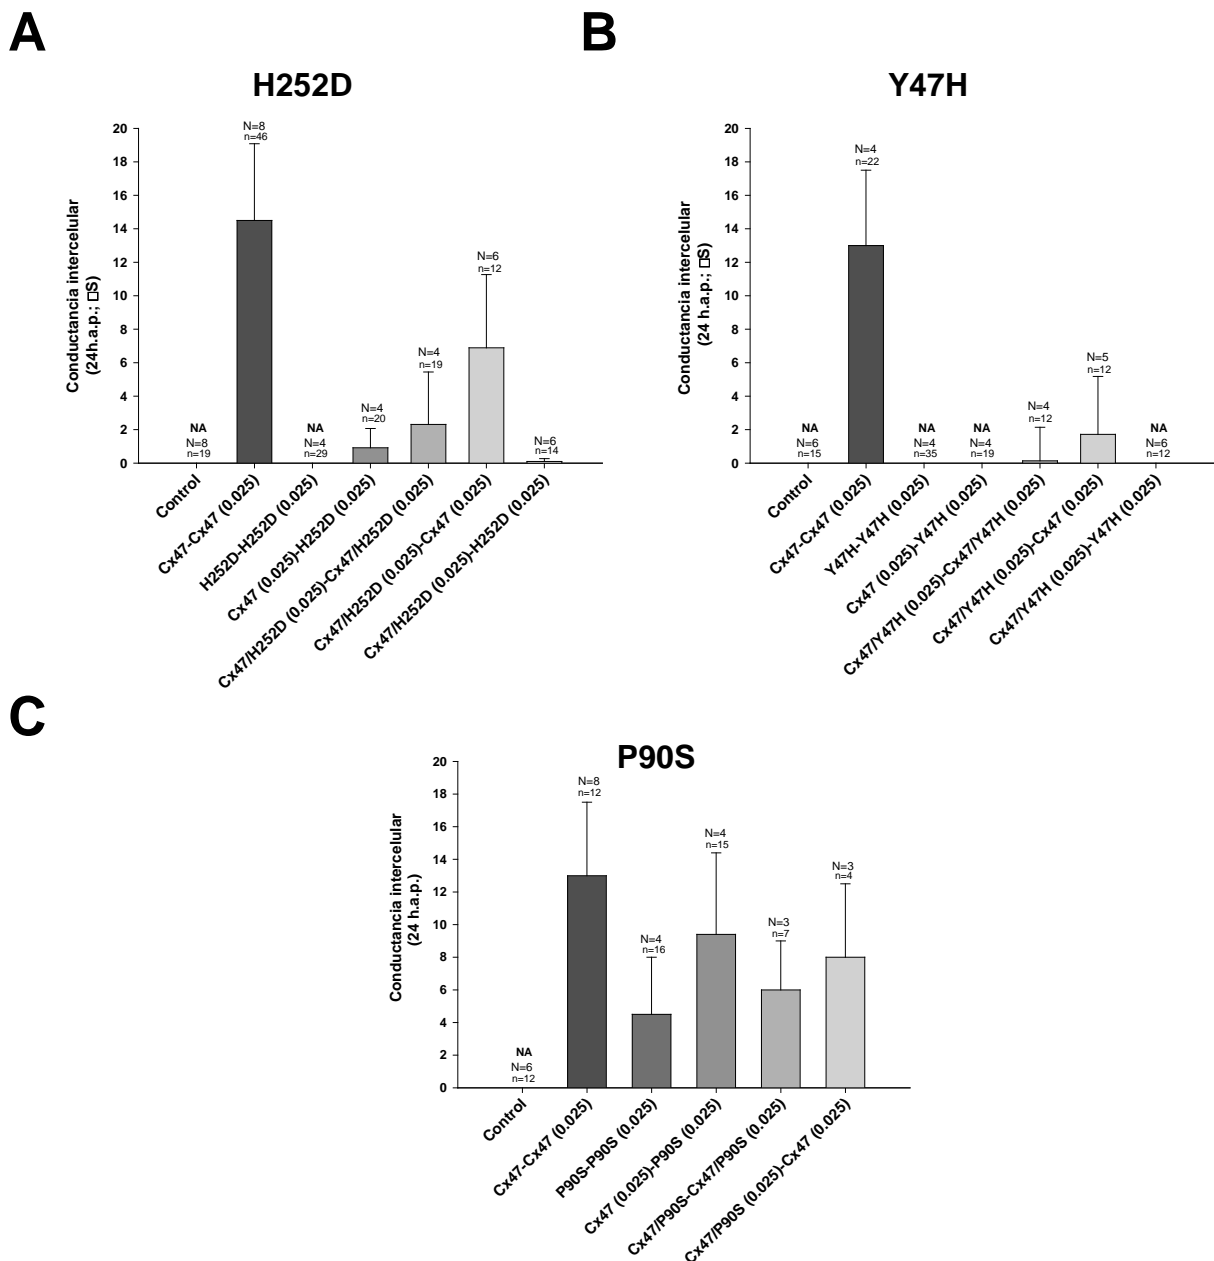 A
H252D
Conductancia intercelular
(24h.a.p.; □S)
20
18
16
14
12
10
8
6
4
2
0
NA
N=8
n=19
N=8
n=46
NA
N=4
n=29
N=4
n=20
N=4
n=19
N=6
n=12
N=6
n=14
Control
Cx47-Cx47 (0.025)
H252D-H252D (0.025)
Cx47 (0.025)-H252D (0.025)
Cx47/H252D (0.025)-Cx47/H252D (0.025)
Cx47/H252D (0.025)-Cx47 (0.025)
Cx47/H252D (0.025)-H252D (0.025)
B
Y47H
Conductancia intercelular
(24 h.a.p.; □S)
20
18
16
14
12
10
8
6
4
2
0
NA
N=6
n=15
N=4
n=22
NA
N=4
n=35
NA
N=4
n=19
N=4
n=12
N=5
n=12
NA
N=6
n=12
Control
Cx47-Cx47 (0.025)
Y47H-Y47H (0.025)
Cx47 (0.025)-Y47H (0.025)
Cx47/Y47H (0.025)-Cx47/Y47H (0.025)
Cx47/Y47H (0.025)-Cx47 (0.025)
Cx47/Y47H (0.025)-Y47H (0.025)
C
P90S
Conductancia intercelular
(24 h.a.p.)
20
18
16
14
12
10
8
6
4
2
0
NA
N=6
n=12
N=8
n=12
N=4
n=16
N=4
n=15
N=3
n=7
N=3
n=4
Control
Cx47-Cx47 (0.025)
P90S-P90S (0.025)
Cx47 (0.025)-P90S (0.025)
Cx47/P90S-Cx47/P90S (0.025)
Cx47/P90S (0.025)-Cx47 (0.025)